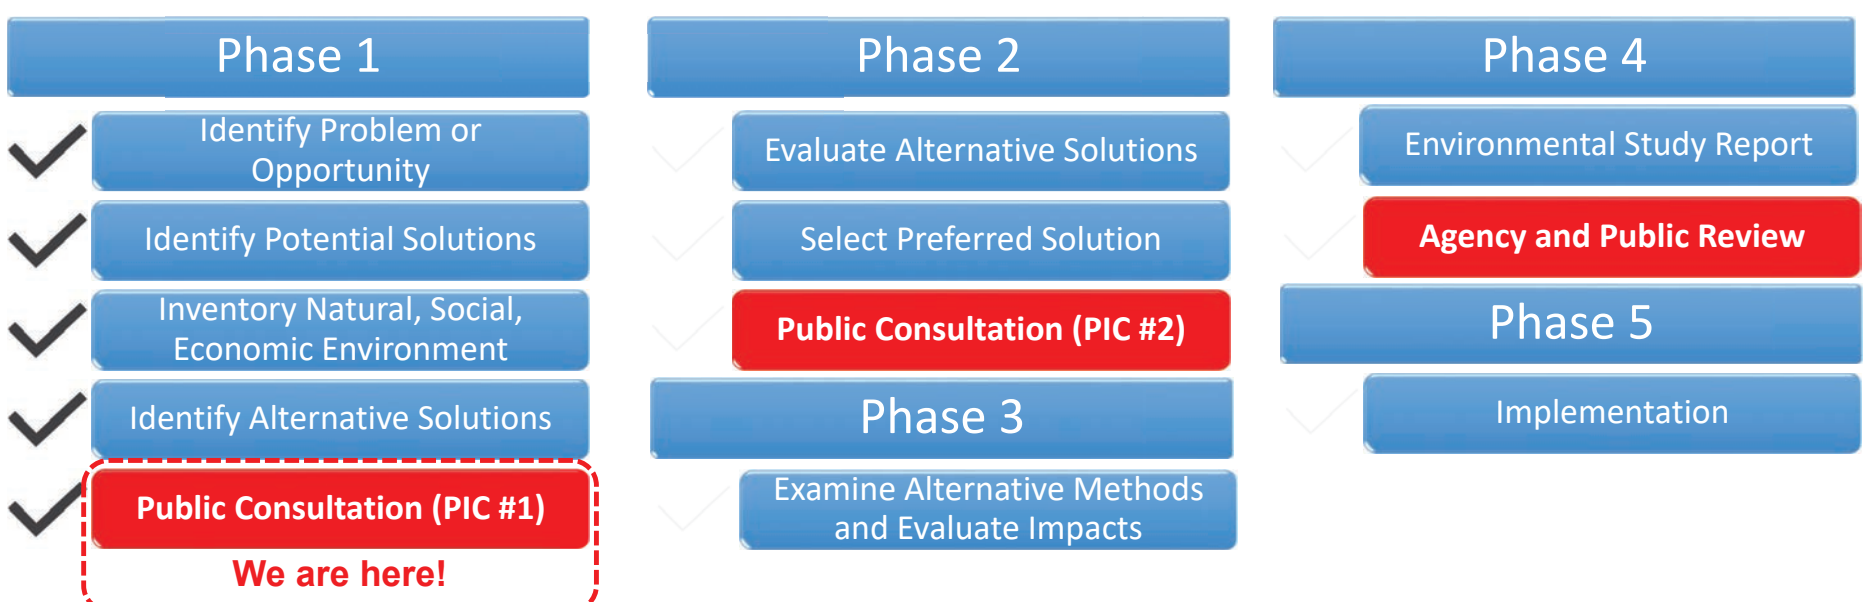 Phase 1
Identify Problem or
Opportunity
Identify Potential Solutions
Inventory Natural, Social,
Economic Environment
Identify Alternative Solutions
Public Consultation (PIC #1)
We are here!
Phase 2
Evaluate Alternative Solutions
Select Preferred Solution
Public Consultation (PIC #2)
Phase 3
Examine Alternative Methods
and Evaluate Impacts
Phase 4
Environmental Study Report
Agency and Public Review
Phase 5
Implementation